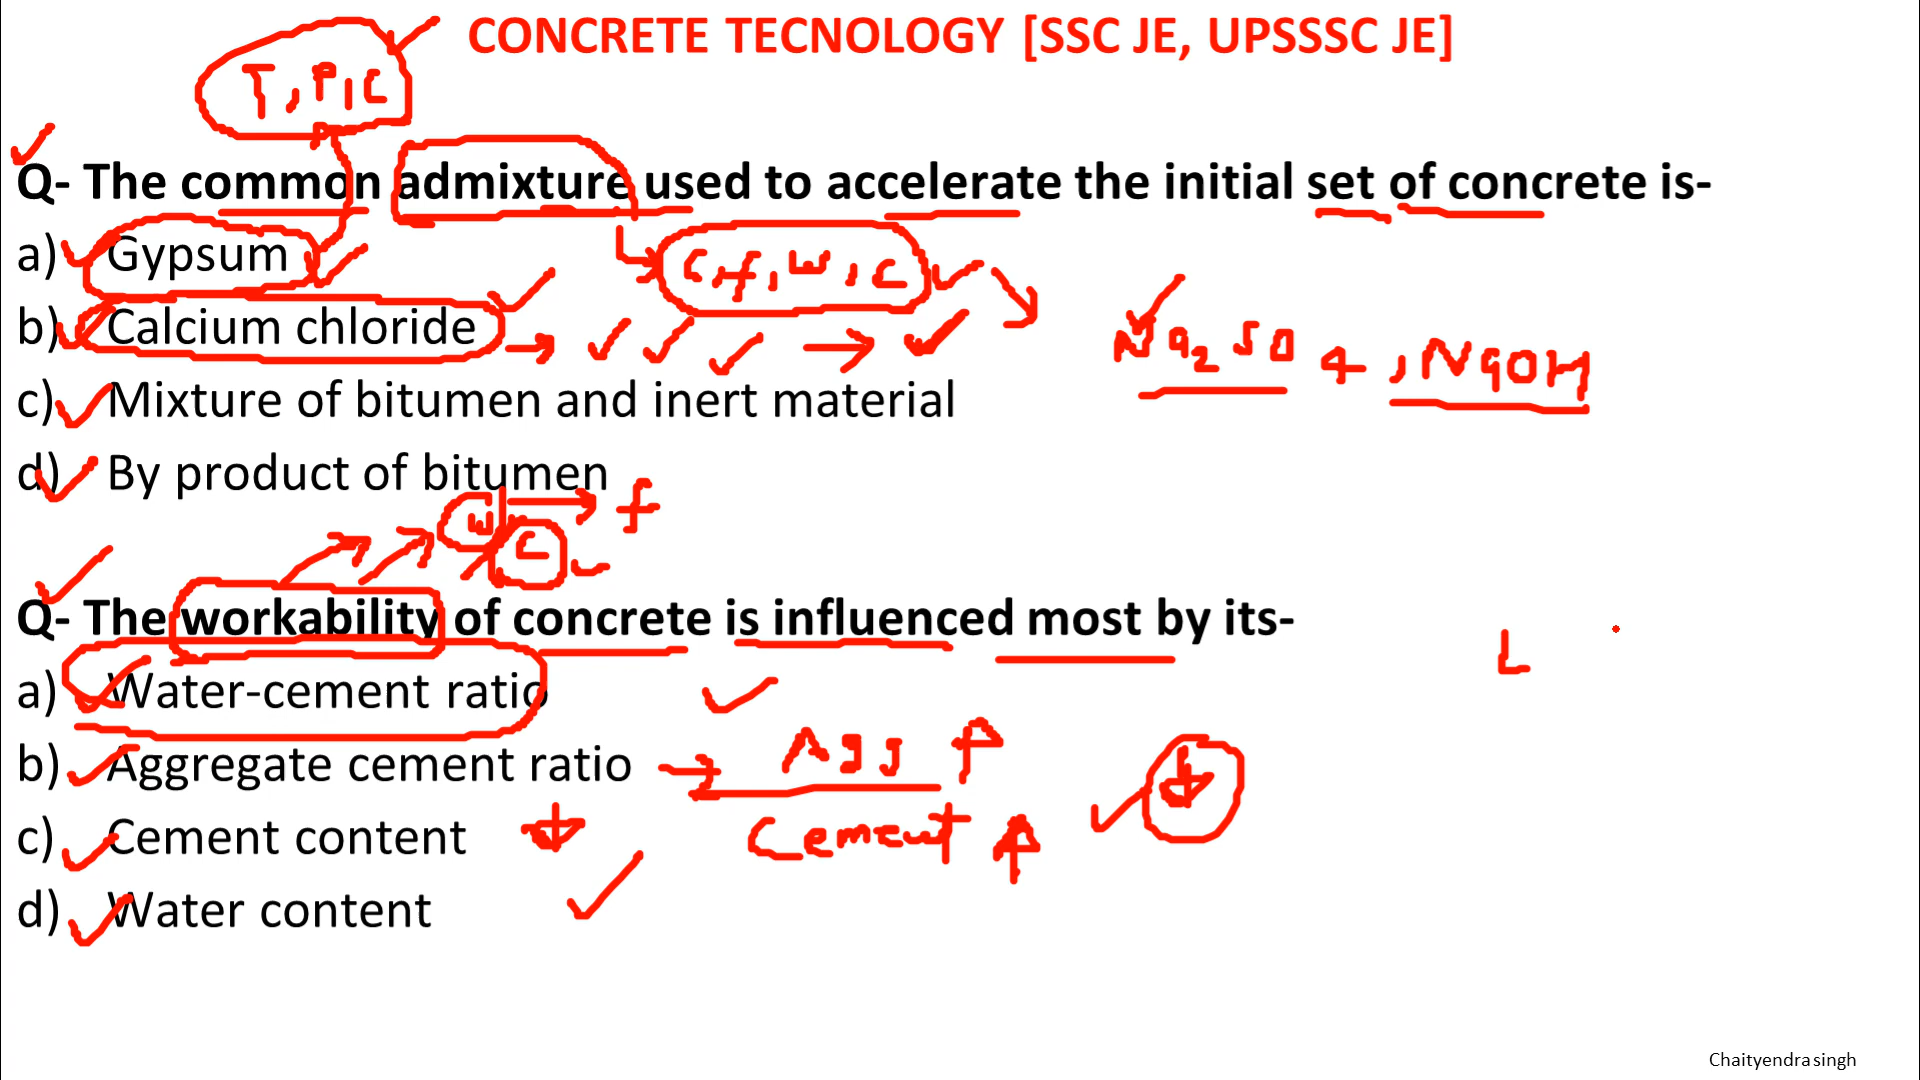 CONCRETE TECNOLOGY [SSC JE, UPSSSC JE]
T, P, C
Q- The common admixture used to accelerate the initial set of concrete is-
a) Gypsum
C, f, W, C
b) Calcium chloride
Na2SO4, NaOH
c) Mixture of bitumen and inert material
d) By product of bitumen
W/C f
Q- The workability of concrete is influenced most by its-
L
a) Water-cement ratio
b) Aggregate cement ratio
Agg
c) Cement content
Cement
d) Water content
Chaityendra singh